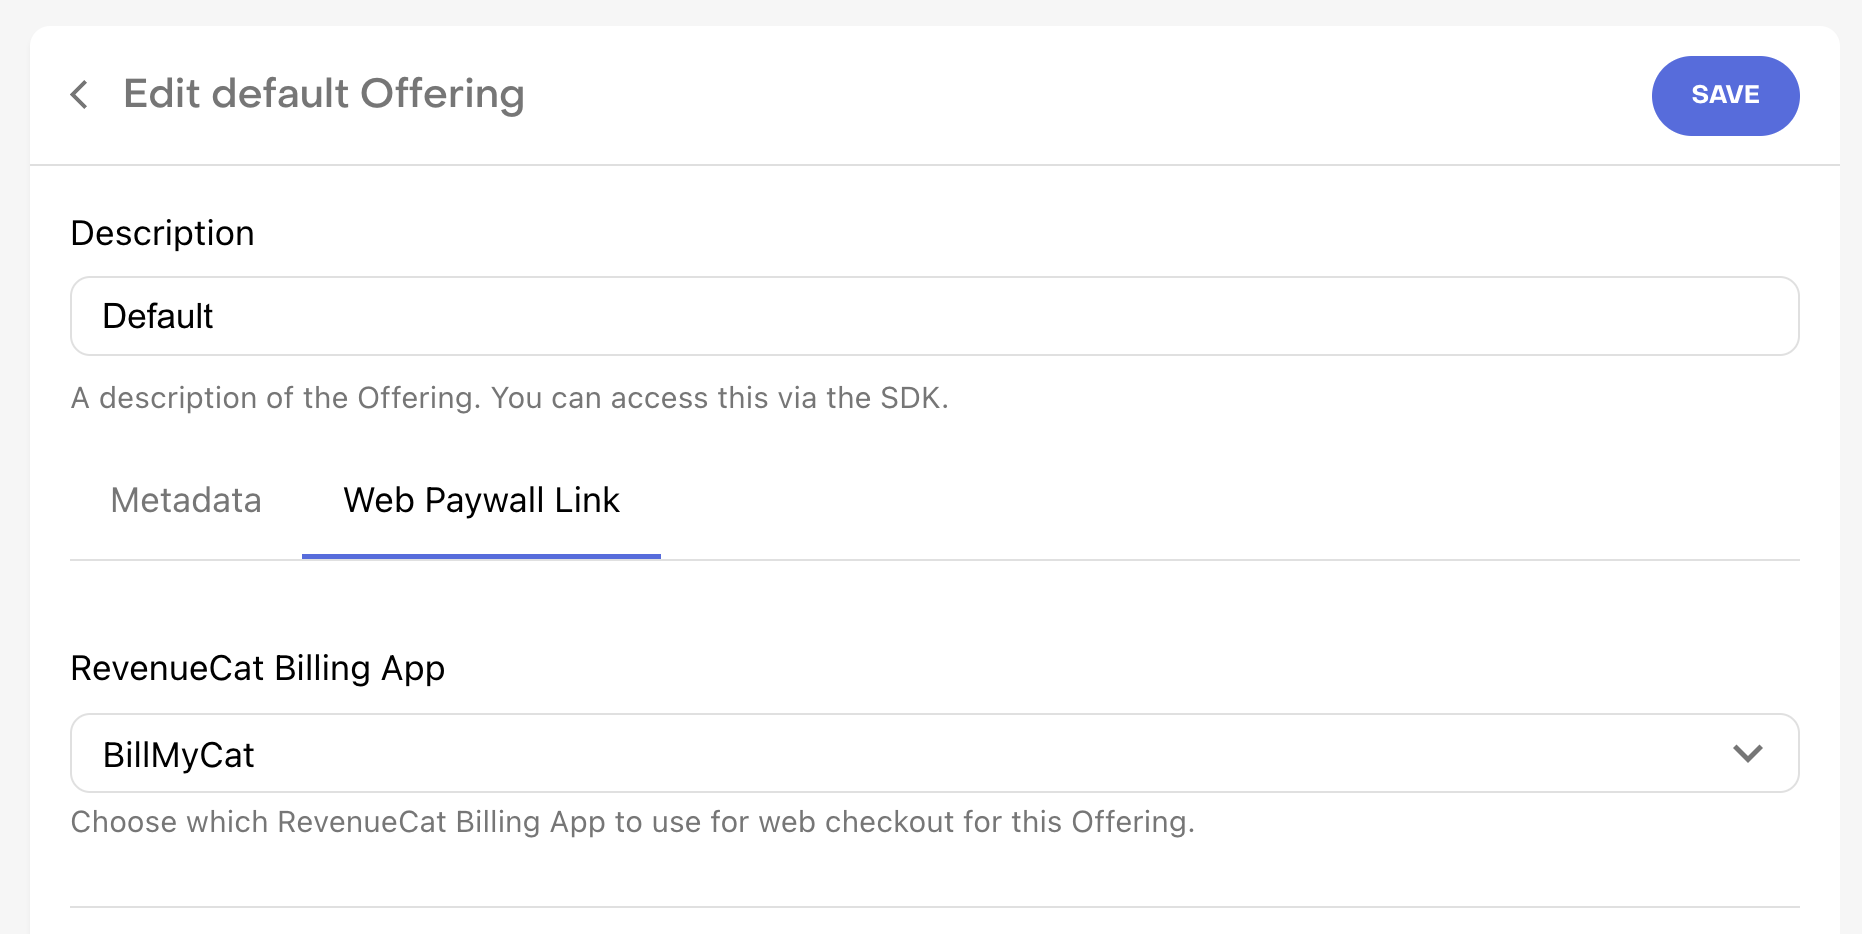 Edit default Offering
SAVE
Description
Default
A description of the Offering. You can access this via the SDK.
Metadata
Web Paywall Link
RevenueCat Billing App
BillMyCat
Choose which RevenueCat Billing App to use for web checkout for this Offering.